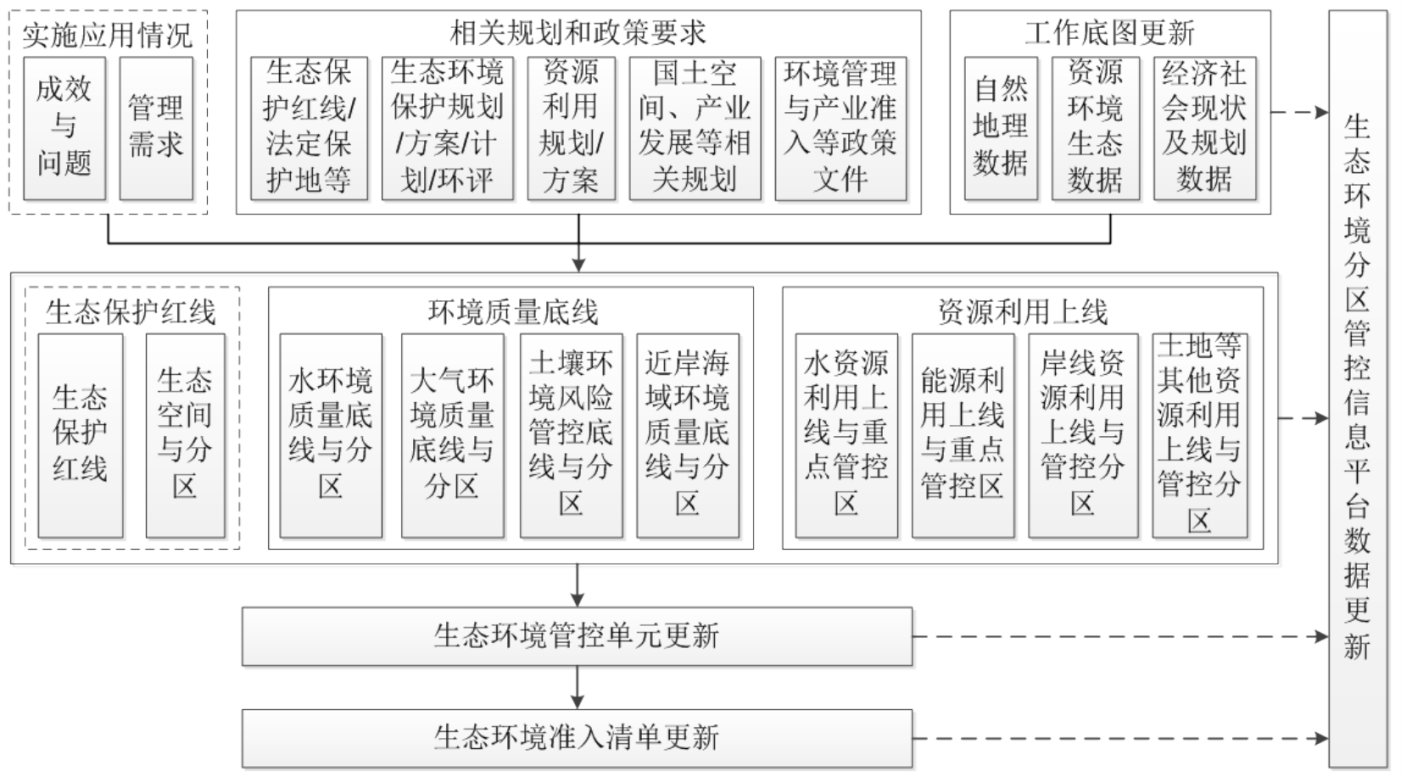 实施应用情况
成效
与
问题
管理
需求
相关规划和政策要求
生态保
护红线/
法定保
护地等
生态环境
保护规划
/方案/计
划/环评
资源
利用
规划/
方案
国土空
间、产业
发展等相
关规划
环境管理
与产业准
入等政策
文件
工作底图更新
自然
地理
数据
资源
环境
生态
数据
经济社
会现状
及规划
数据
生态保护红线
生态
保护
红线
生态
空间
与分
区
环境质量底线
水环境
质量底
线与分
区
大气环
境质量
底线与
分区
土壤环
境风险
管控底
线与分
区
近岸海
域环境
质量底
线与分
区
资源利用上线
水资源
利用上
线与重
点管控
区
能源利
用上线
与重点
管控区
岸线资
源利用
上线与
管控分
区
土地等
其他资
源利用
上线与
管控分
区
生态环境管控单元更新
生态环境准入清单更新
生态环境分区管控信息平台数据更新